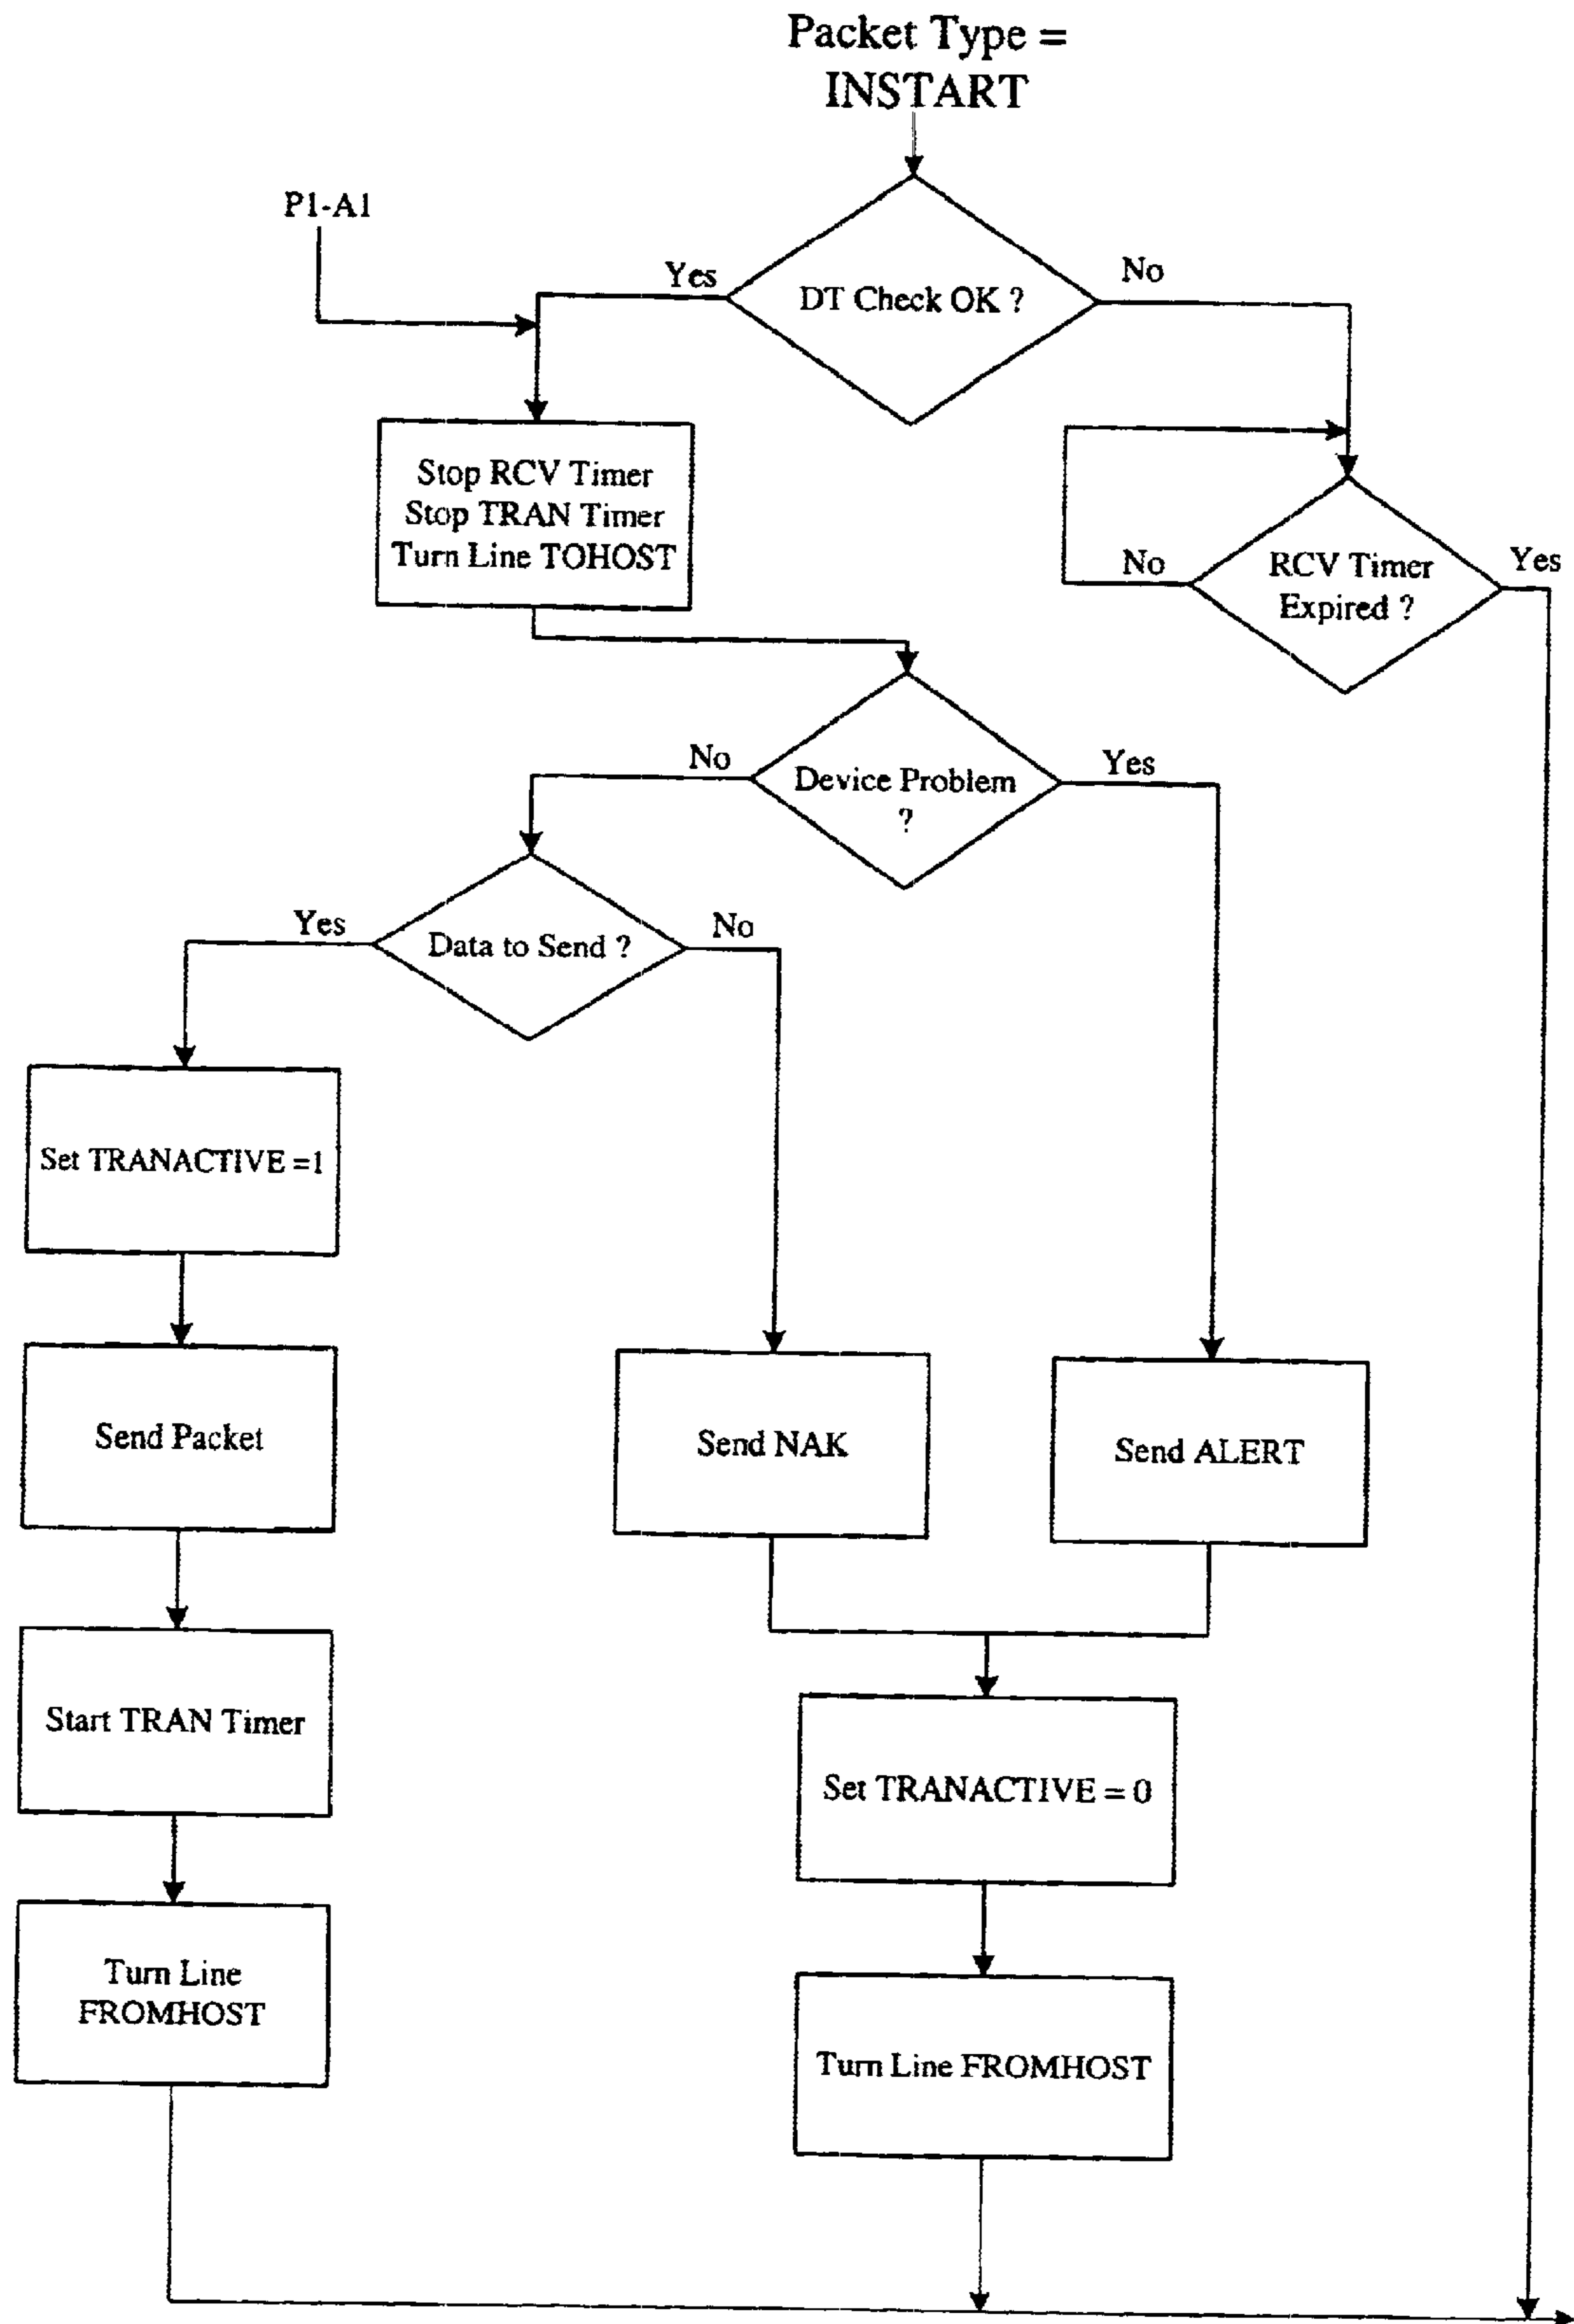 Packet Type =
INSTART
P1-A1
Yes
No
DT Check OK ?
Stop RCV Timer
Stop TRAN Timer
Turn Line TOHOST
No
RCV Timer
Expired ?
Yes
No
Device Problem
?
Yes
Yes
Data to Send ?
No
Set TRANACTIVE =1
Send Packet
Send NAK
Send ALERT
Start TRAN Timer
Set TRANACTIVE = 0
Turn Line
FROMHOST
Turn Line FROMHOST